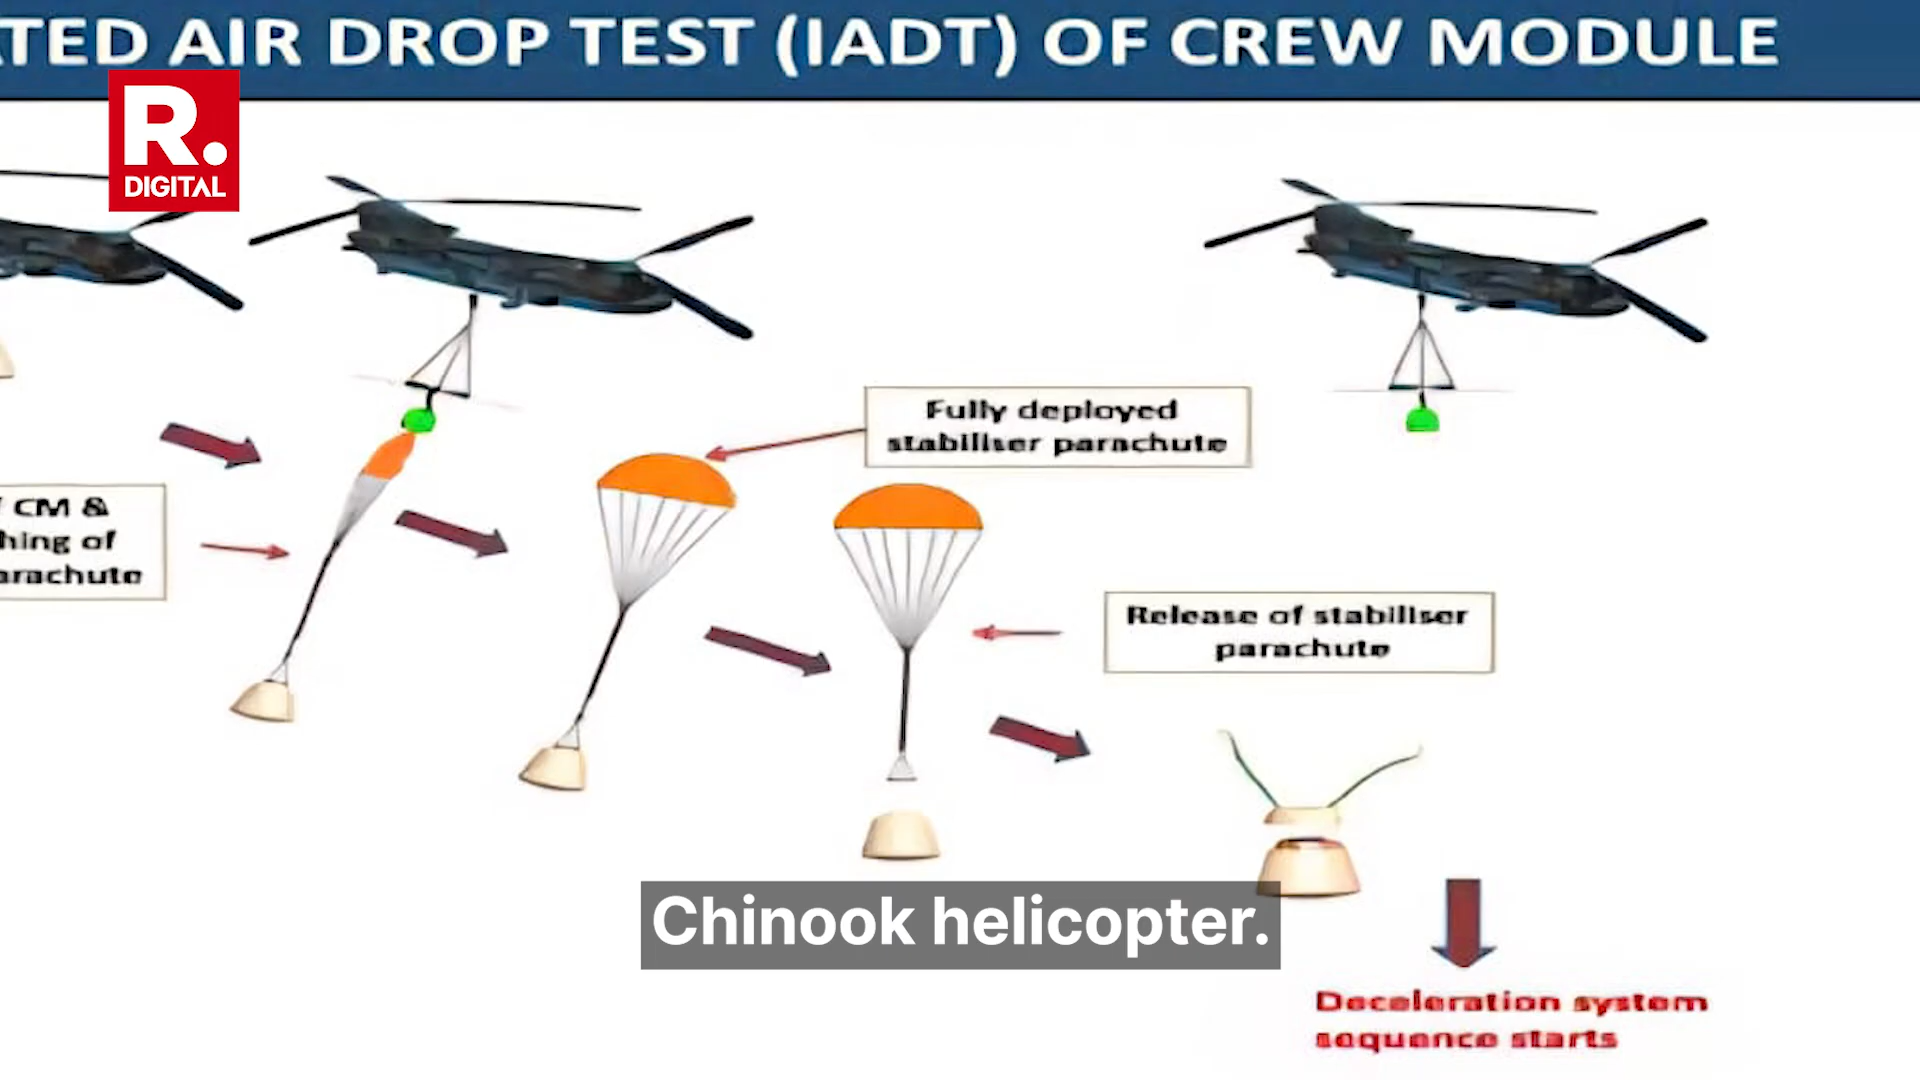 TED AIR DROP TEST (IADT) OF CREW MODULE
R.
DIGITAL
Fully deployed
stabiliser parachute
CM &
hing of
arachute
Release of stabiliser
parachute
Chinook helicopter.
Deceleration system
sequence starts